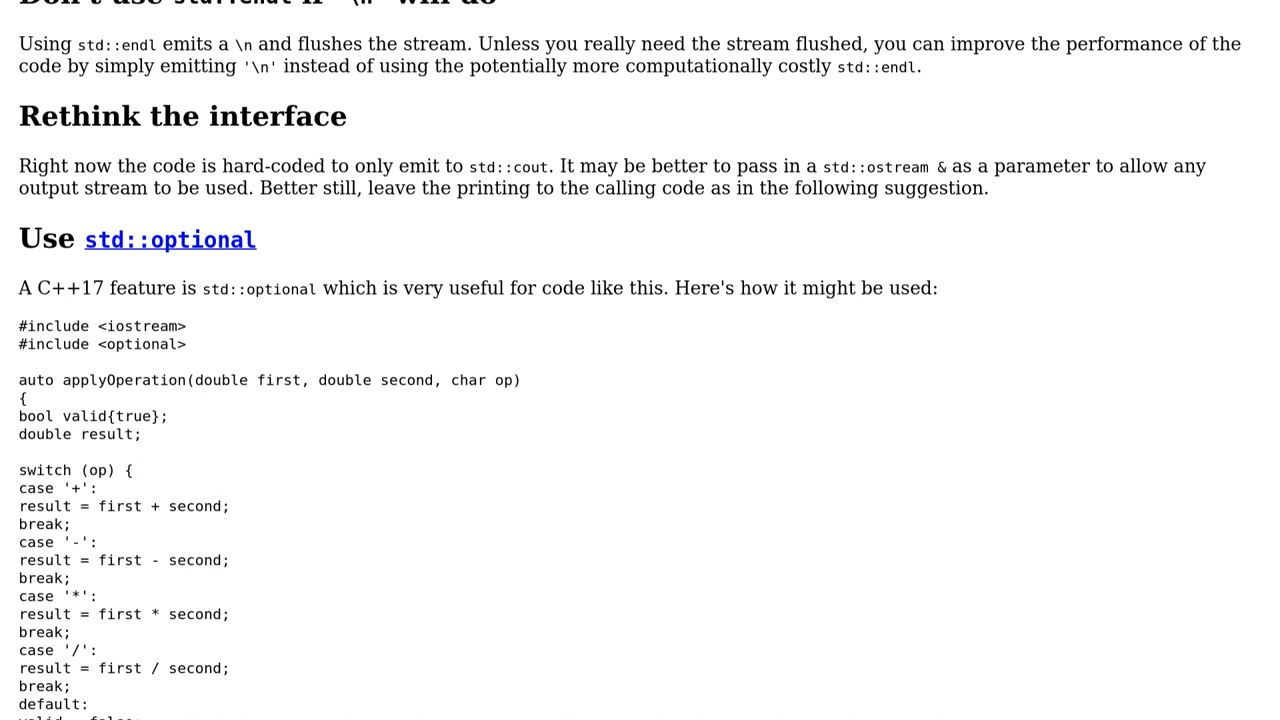 Don't use std::endl if '\n' will do
Using std::endl emits a \n and flushes the stream. Unless you really need the stream flushed, you can improve the performance of the
code by simply emitting '\n' instead of using the potentially more computationally costly std::endl.
Rethink the interface
Right now the code is hard-coded to only emit to std::cout. It may be better to pass in a std::ostream & as a parameter to allow any
output stream to be used. Better still, leave the printing to the calling code as in the following suggestion.
Use std::optional
A C++17 feature is std::optional which is very useful for code like this. Here's how it might be used:
#include <iostream>
#include <optional>
auto applyOperation(double first, double second, char op)
{
bool valid{true};
double result;
switch (op) {
case '+':
result = first + second;
break;
case '-':
result = first - second;
break;
case '*':
result = first * second;
break;
case '/':
result = first / second;
break;
default: